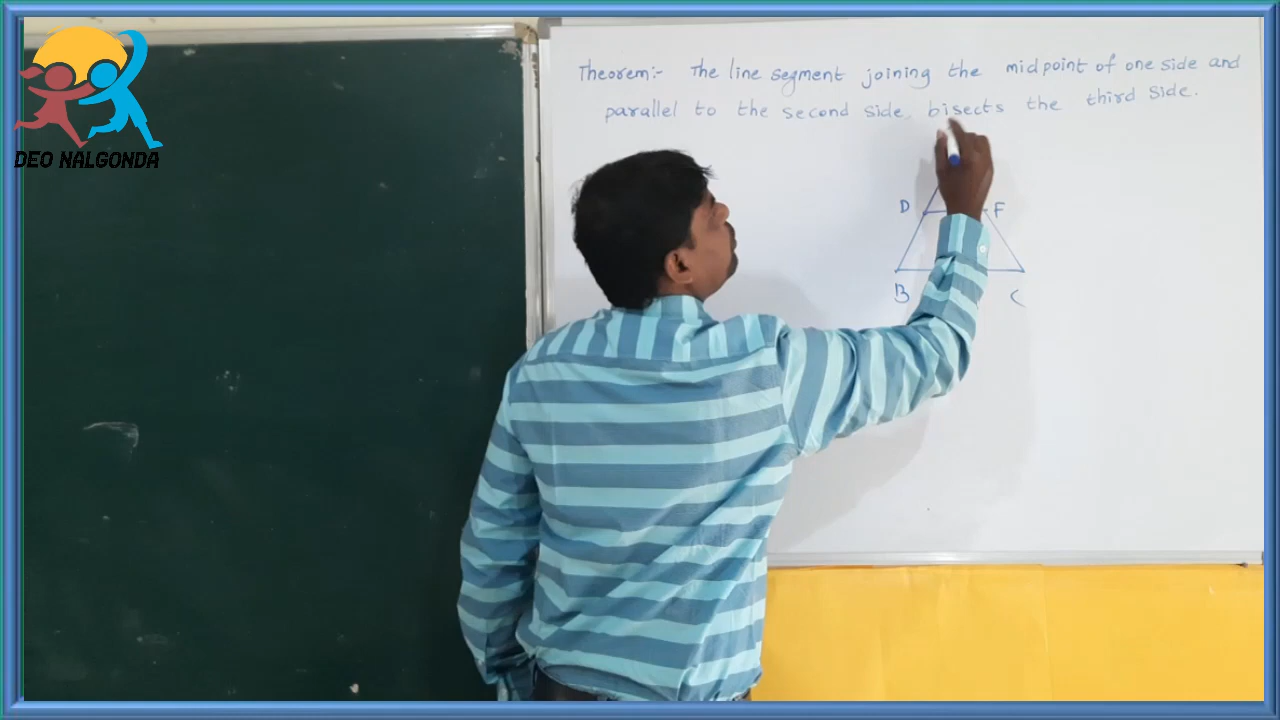 DEO NALGONDA
Theorem:- The line segment joining the midpoint of one side and
parallel to the second side, bisects the third side.
D F
B C